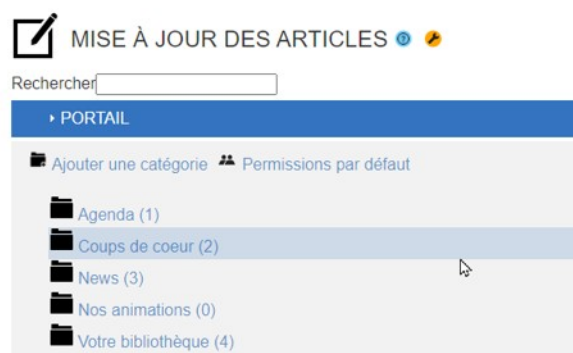 MISE À JOUR DES ARTICLES
Rechercher
PORTAIL
Ajouter une catégorie Permissions par défaut
Agenda (1)
Coups de coeur (2)
News (3)
Nos animations (0)
Votre bibliothèque (4)